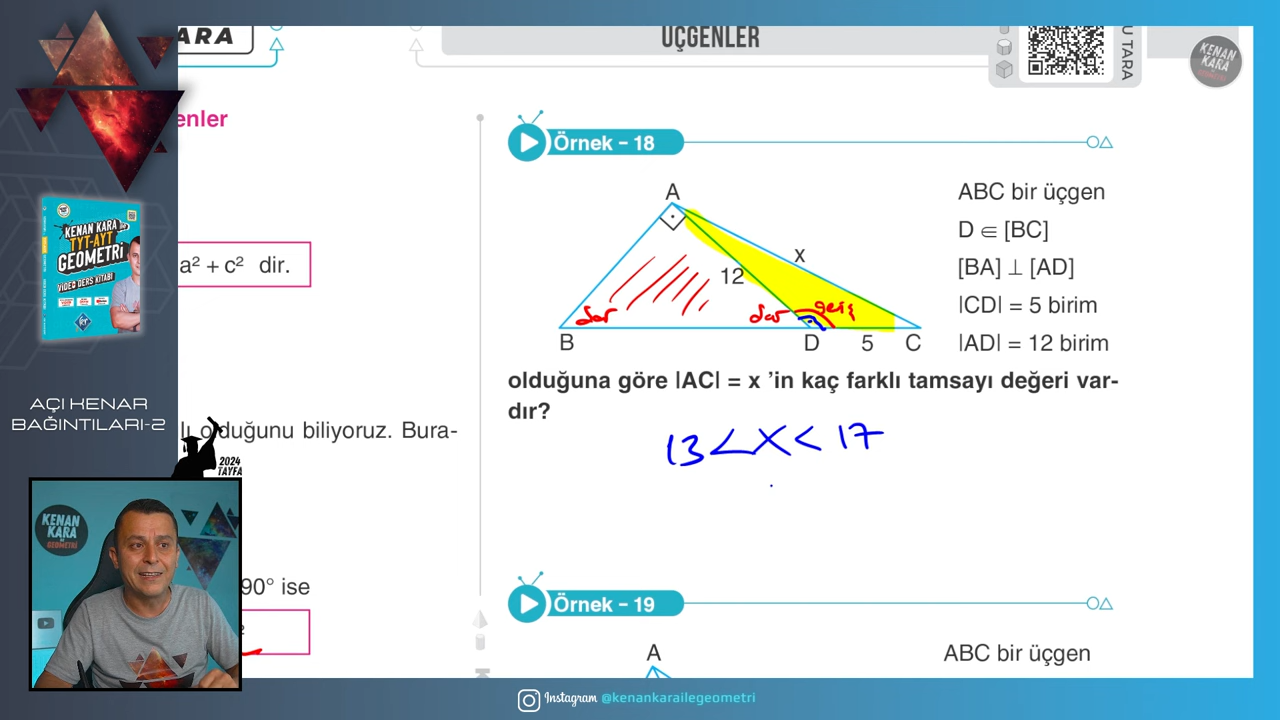 ARA
ÜÇGENLER
U TARA
KENAN
KARA
GEOMETRİ
enler
a² + c² dir.
KENAN KARA
TYT-AYT
GEOMETRİ
VİDEO DERS KİTABI
AÇI KENAR
BAĞINTILARI-2
lı olduğunu biliyoruz. Bura-
2024
TAYFA
90° ise
2
KENAN
KARA
GEOMETRİ
Örnek – 18
A
x
12
dar
dar
geniş
B
D
5
C
ABC bir üçgen
D ∈ [BC]
[BA] ⊥ [AD]
|CD| = 5 birim
|AD| = 12 birim
olduğuna göre |AC| = x ’in kaç farklı tamsayı değeri var-
dır?
13 < x < 17
Örnek – 19
A
ABC bir üçgen
Instagram @kenankarailegeometri